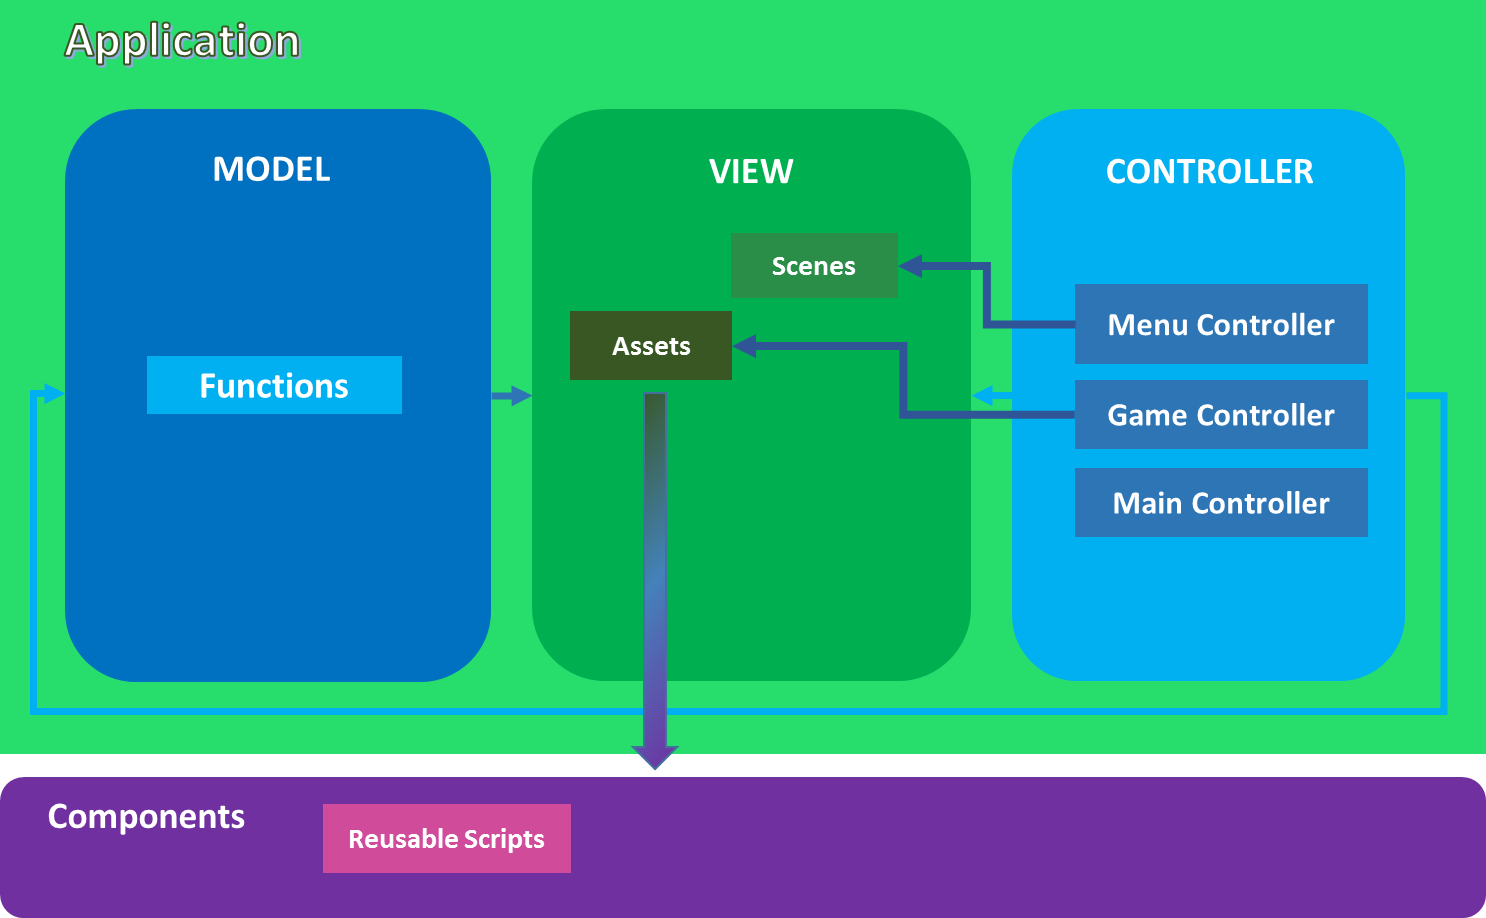 Application
MODEL
Functions
VIEW
Scenes
Assets
CONTROLLER
Menu Controller
Game Controller
Main Controller
Components
Reusable Scripts